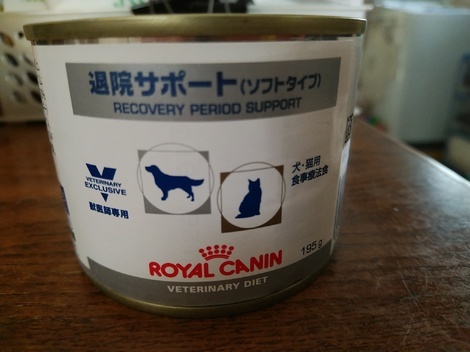 退院サポート(ソフトタイプ)
RECOVERY PERIOD SUPPORT
V
VETERINARY
EXCLUSIVE
獣医師専用
犬・猫用
食事療法食
ROYAL CANIN
195g
VETERINARY DIET